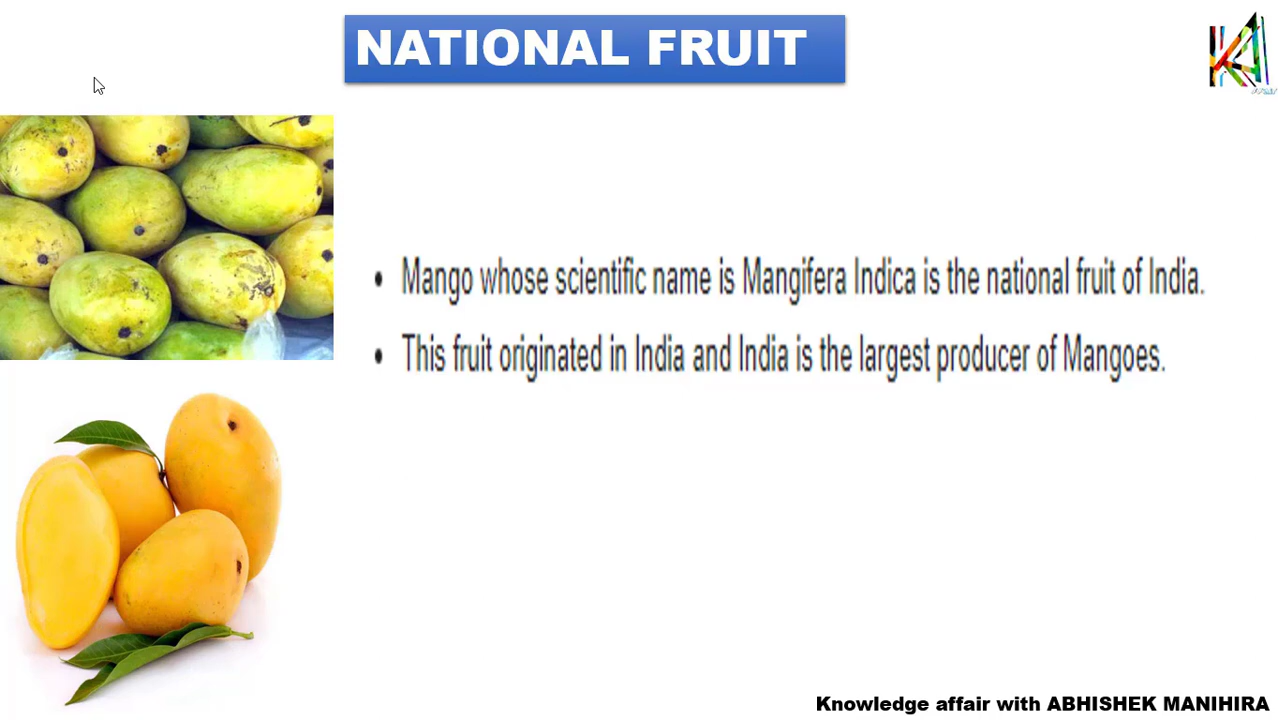 NATIONAL FRUIT
• Mango whose scientific name is Mangifera Indica is the national fruit of India.
• This fruit originated in India and India is the largest producer of Mangoes.
Knowledge affair with ABHISHEK MANIHIRA